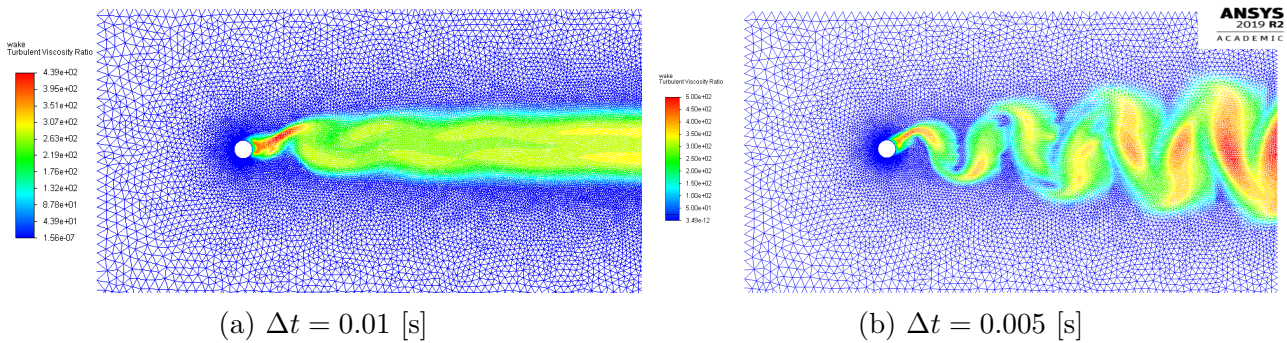 wake
Turbulent Viscosity Ratio
4.39e+02
3.95e+02
3.51e+02
3.07e+02
2.63e+02
2.19e+02
1.76e+02
1.32e+02
8.78e+01
4.39e+01
1.56e-07
(a) Δt = 0.01 [s]
wake
Turbulent Viscosity Ratio
5.00e+02
4.50e+02
4.00e+02
3.50e+02
3.00e+02
2.50e+02
2.00e+02
1.50e+02
1.00e+02
5.00e+01
3.49e-12
ANSYS
2019 R2
ACADEMIC
(b) Δt = 0.005 [s]